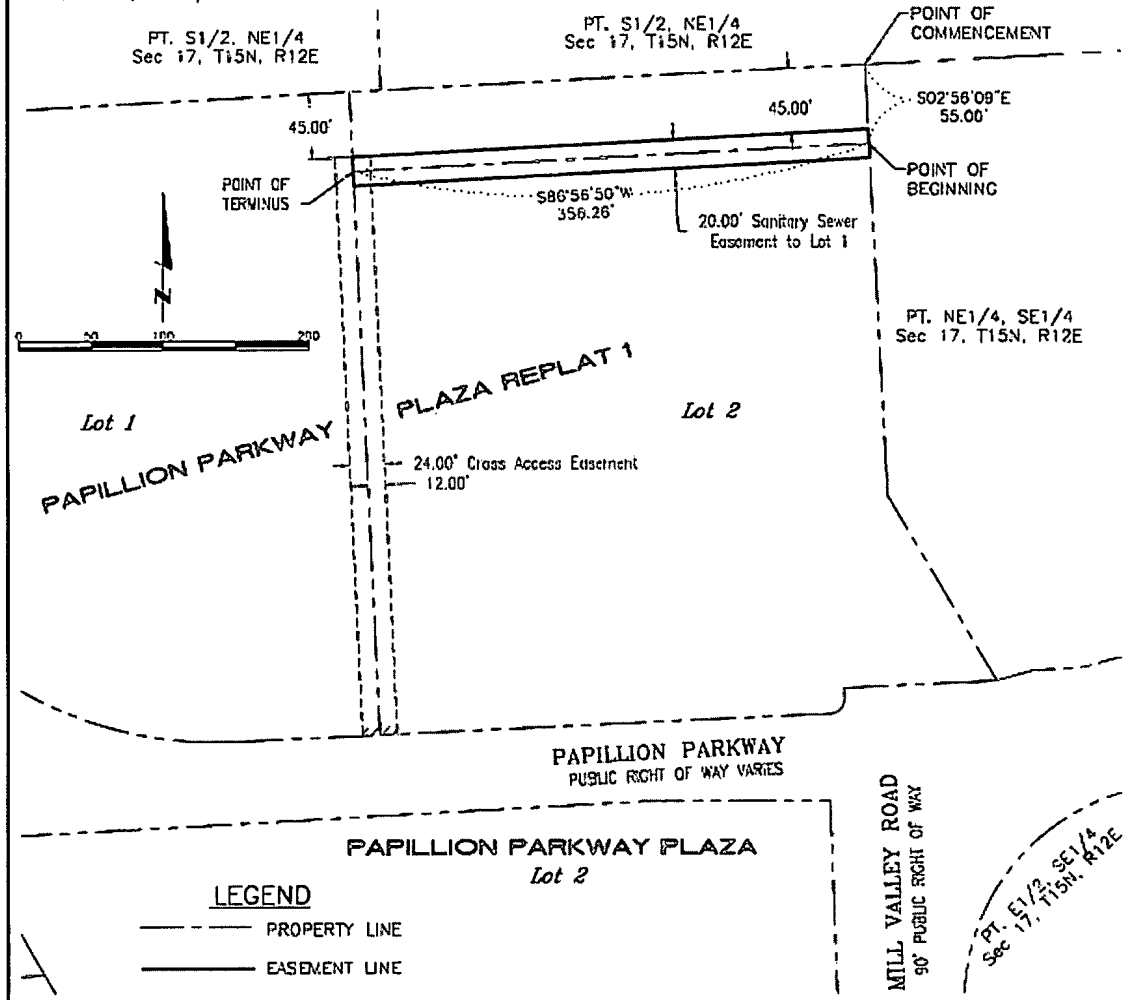 PT. S1/2, NE1/4
Sec 17, T15N, R12E
PT. S1/2, NE1/4
Sec 17, T15N, R12E
POINT OF
COMMENCEMENT
45.00'
45.00'
S02°56'09"E
55.00'
POINT OF
TERMINUS
S86°56'50"W
356.26'
POINT OF
BEGINNING
20.00' Sanitary Sewer
Easement to Lot 1
N
0 50 100 200
PT. NE1/4, SE1/4
Sec 17, T15N, R12E
Lot 1
PAPILLION PARKWAY PLAZA REPLAT 1
Lot 2
24.00' Cross Access Easement
12.00'
PAPILLION PARKWAY
PUBLIC RIGHT OF WAY VARIES
PAPILLION PARKWAY PLAZA
Lot 2
MILL VALLEY ROAD
90' PUBLIC RIGHT OF WAY
PT. E1/2, SE1/4
Sec 17, T15N, R12E
LEGEND
PROPERTY LINE
EASEMENT LINE